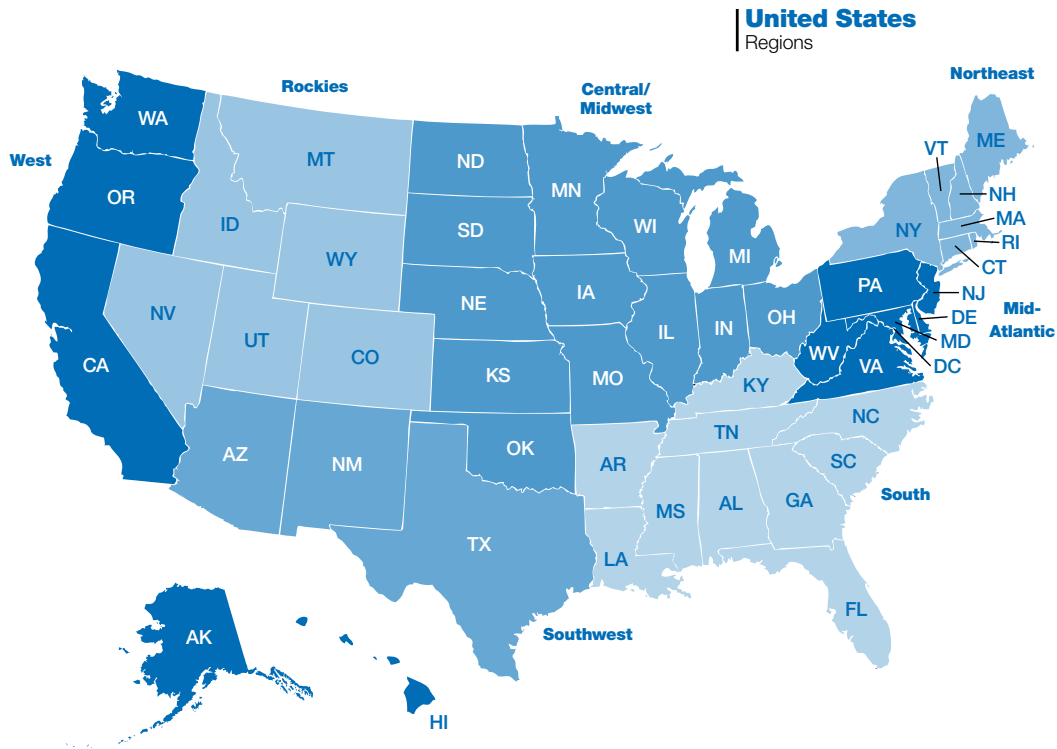 United States
Regions
Northeast
Rockies
Central/
Midwest
West
WA
OR
CA
AK
HI
MT
ID
WY
NV
UT
CO
ND
SD
NE
KS
OK
MN
IA
MO
WI
IL
MI
IN
OH
AZ
NM
TX
Southwest
ME
VT
NH
MA
NY
RI
CT
PA
NJ
DE
Mid-
Atlantic
MD
DC
WV
VA
KY
NC
TN
SC
AR
South
MS
AL
GA
LA
FL